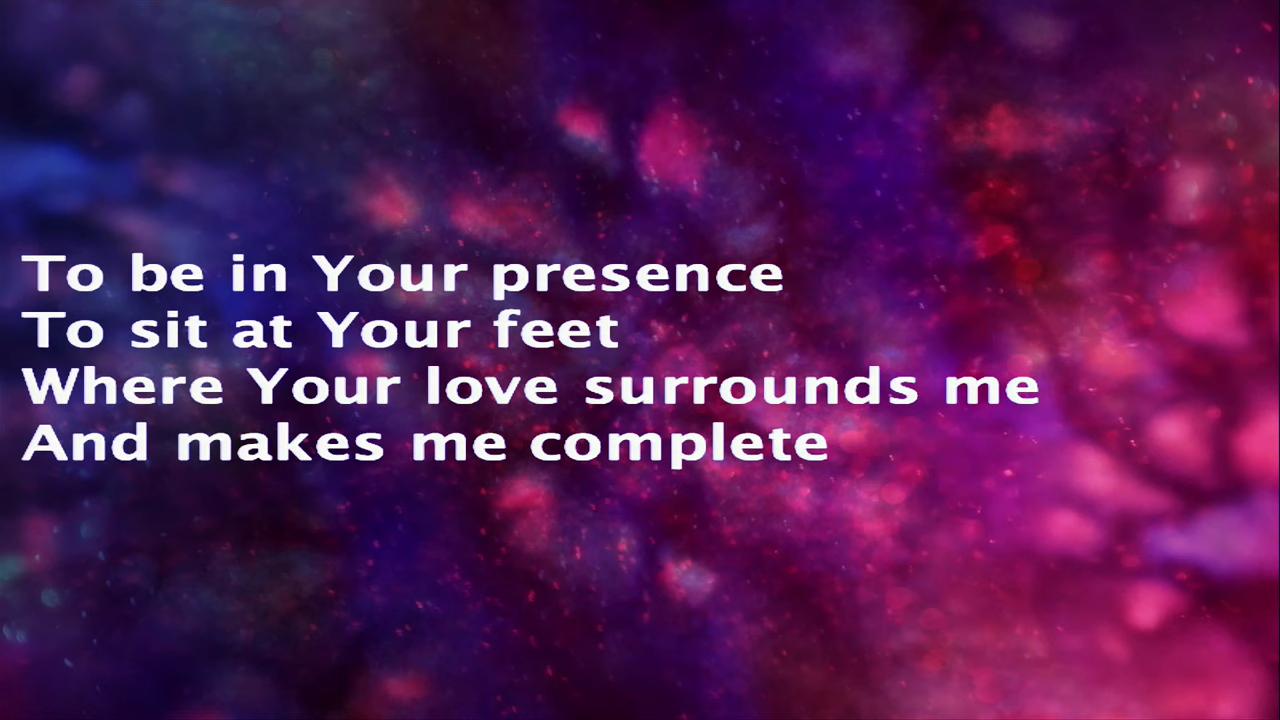 To be in Your presence
To sit at Your feet
Where Your love surrounds me
And makes me complete